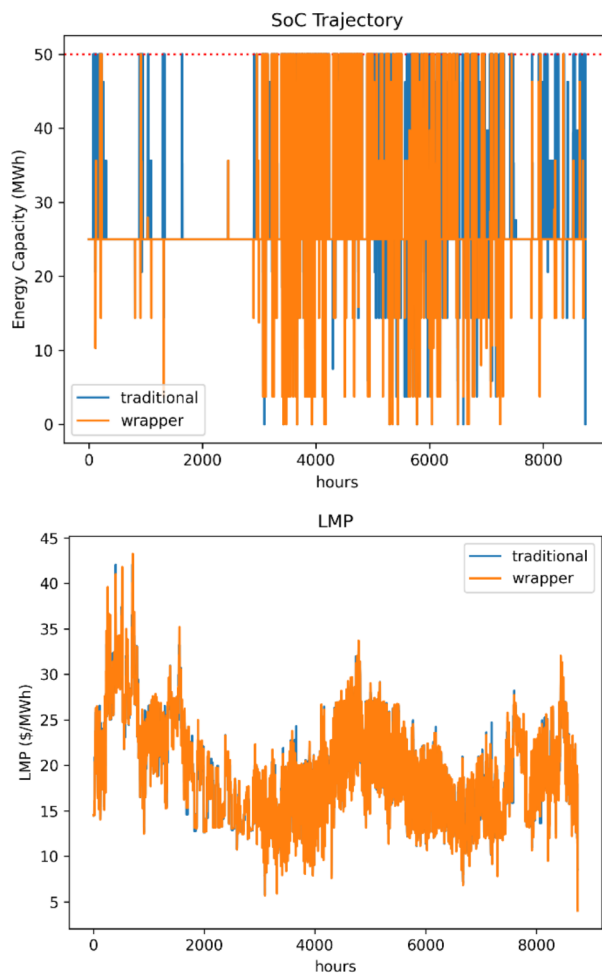 SoC Trajectory
50
40
30
20
10
0
Energy Capacity (MWh)
traditional
wrapper
0 2000 4000 6000 8000
hours
LMP
45
40
35
30
25
20
15
10
5
LMP ($/MWh)
traditional
wrapper
0 2000 4000 6000 8000
hours